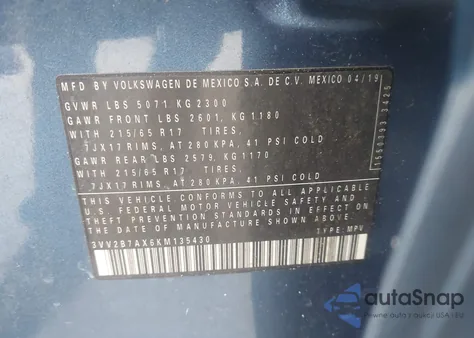 MFD. BY VOLKSWAGEN DE MEXICO S.A. DE C.V. MEXICO 04/19
GVWR LBS 5071 KG 2300
GAWR FRONT LBS 2601, KG 1180
WITH 215/65 R17 TIRES,
7JX17 RIMS, AT 280 KPA, 41 PSI COLD
GAWR REAR LBS 2579, KG 1170
WITH 215/65 R17 TIRES,
7JX17 RIMS, AT 280 KPA, 41 PSI COLD
THIS VEHICLE CONFORMS TO ALL APPLICABLE
U.S. FEDERAL MOTOR VEHICLE SAFETY AND
THEFT PREVENTION STANDARDS IN EFFECT ON
THE DATE OF MANUFACTURE SHOWN ABOVE.
3VV2B7AX6KM135430 TYPE: MPV
autoSnap